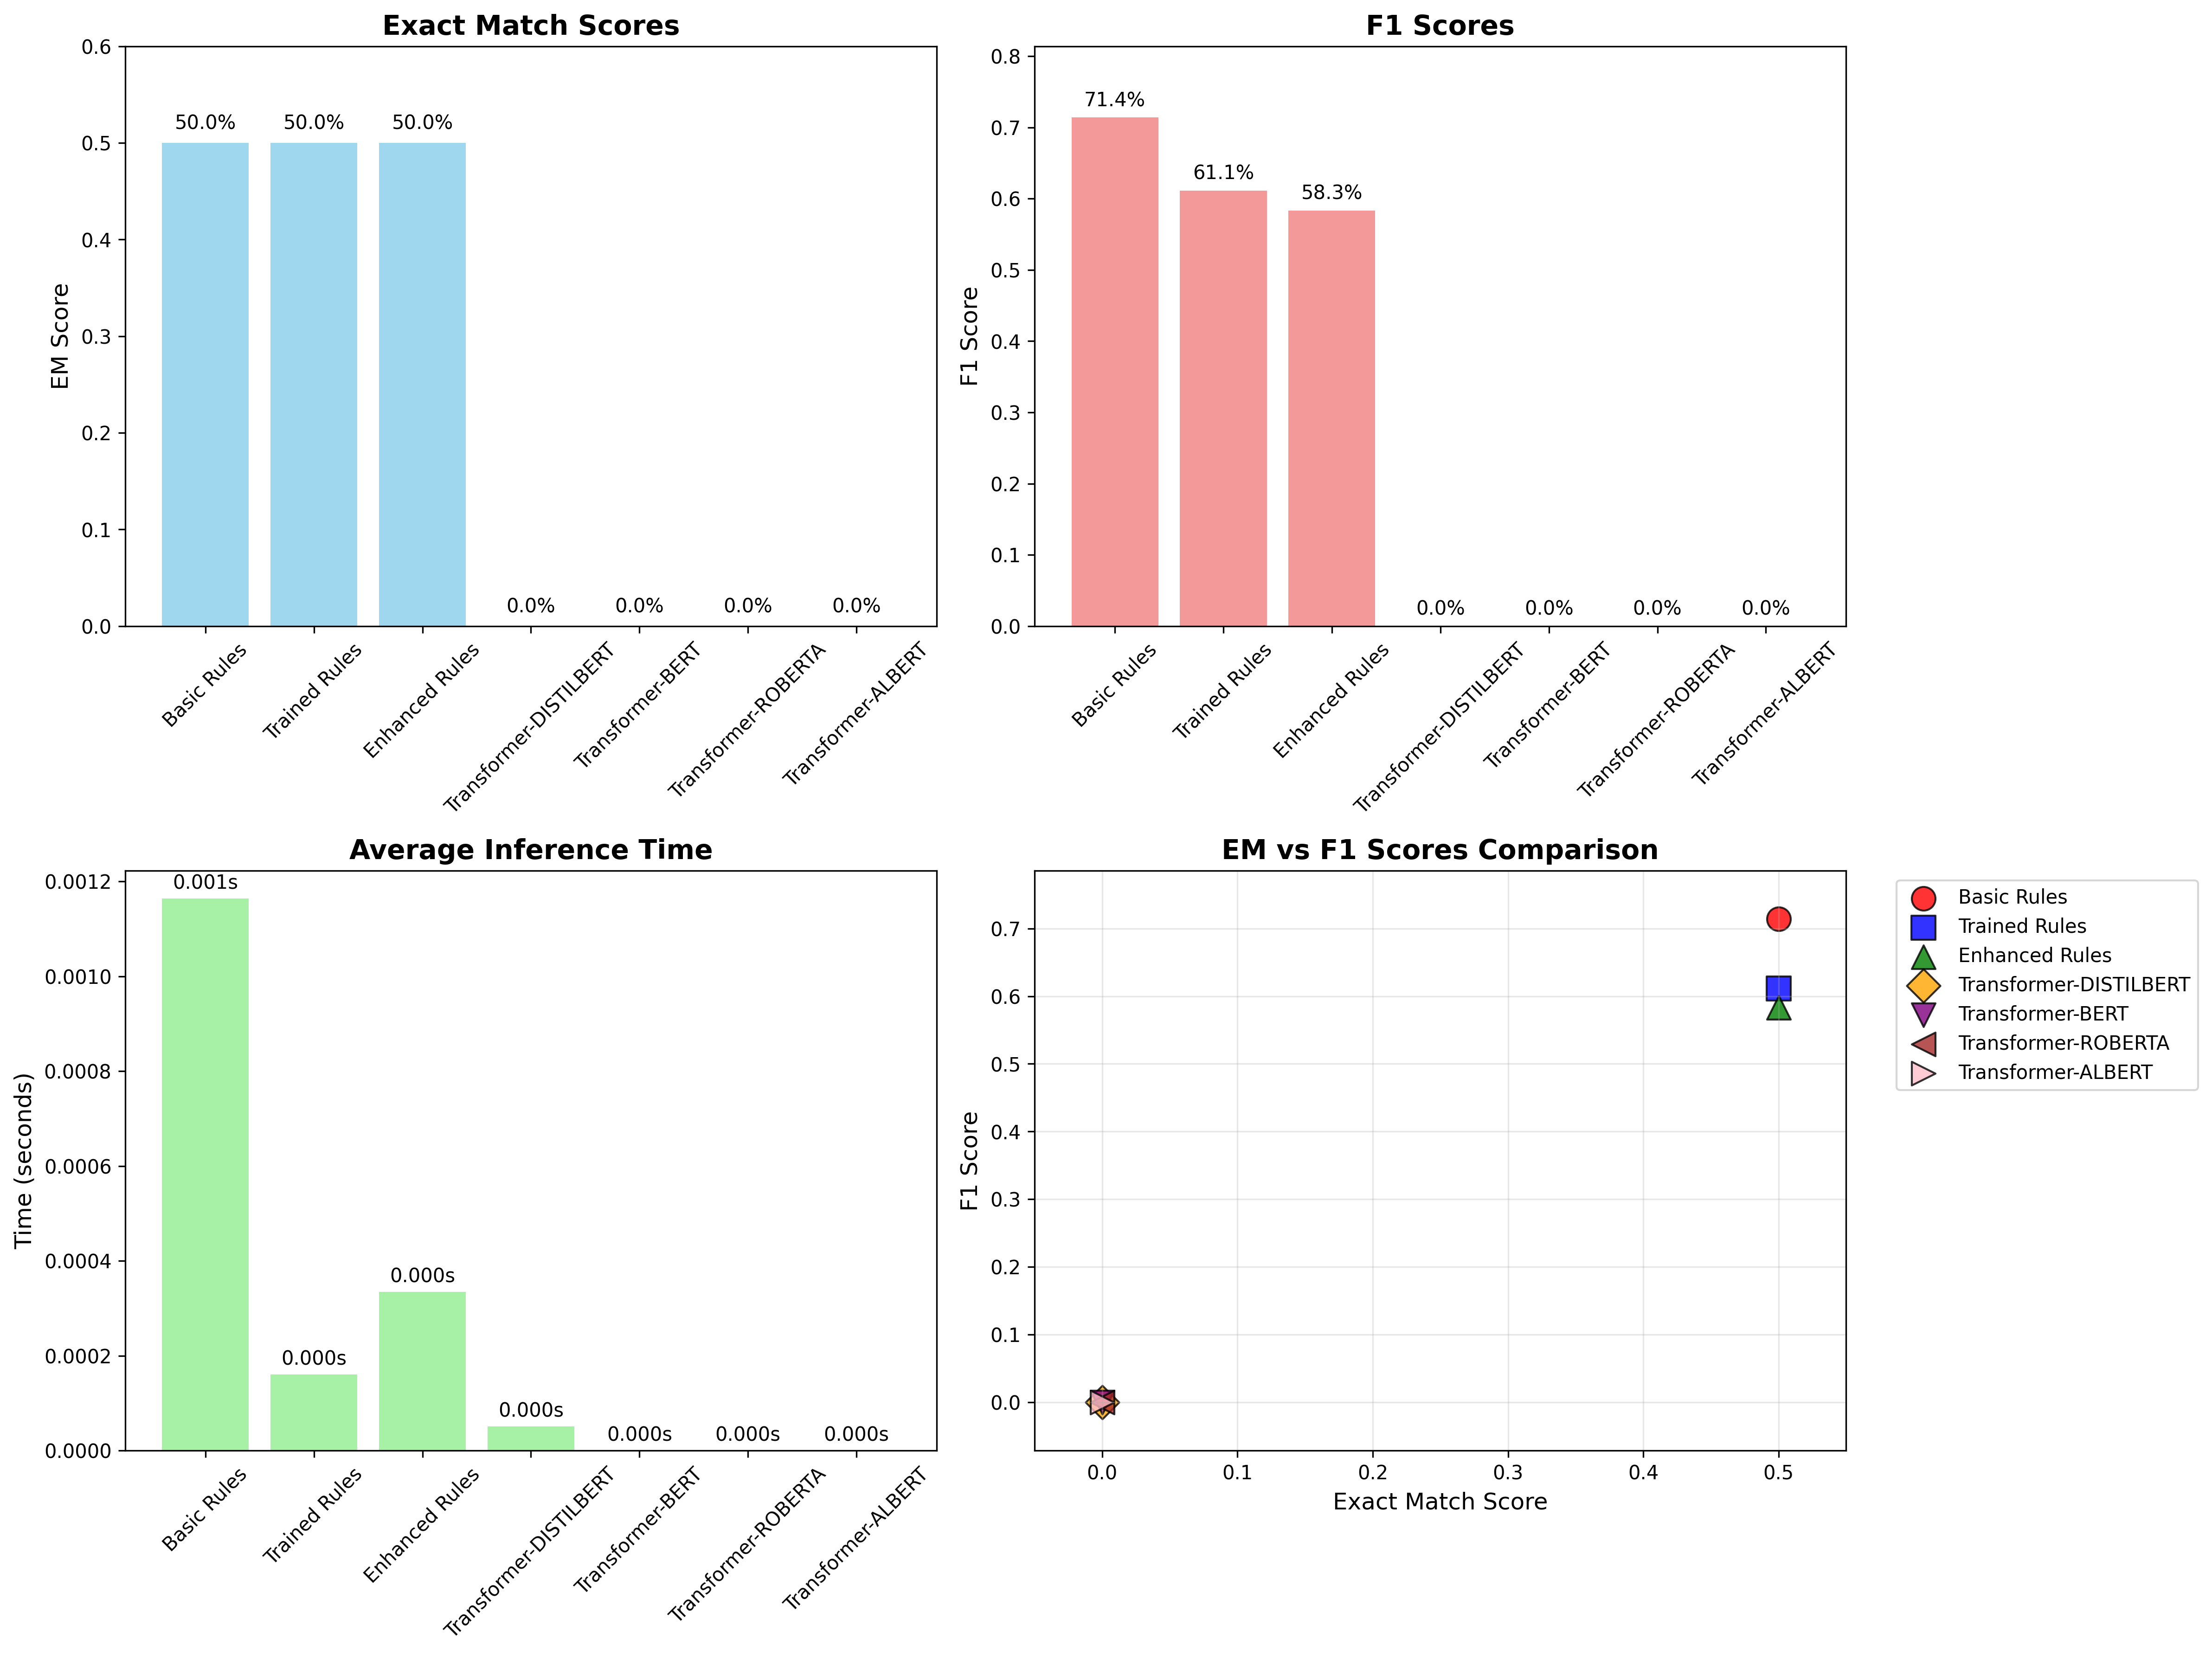 Exact Match Scores
EM Score
0.6
0.5
0.4
0.3
0.2
0.1
0.0
50.0%
50.0%
50.0%
0.0%
0.0%
0.0%
0.0%
Basic Rules
Trained Rules
Enhanced Rules
Transformer-DISTILBERT
Transformer-BERT
Transformer-ROBERTA
Transformer-ALBERT
F1 Scores
F1 Score
0.8
0.7
0.6
0.5
0.4
0.3
0.2
0.1
0.0
71.4%
61.1%
58.3%
0.0%
0.0%
0.0%
0.0%
Basic Rules
Trained Rules
Enhanced Rules
Transformer-DISTILBERT
Transformer-BERT
Transformer-ROBERTA
Transformer-ALBERT
Average Inference Time
Time (seconds)
0.0012
0.0010
0.0008
0.0006
0.0004
0.0002
0.0000
0.001s
0.000s
0.000s
0.000s
0.000s
0.000s
0.000s
Basic Rules
Trained Rules
Enhanced Rules
Transformer-DISTILBERT
Transformer-BERT
Transformer-ROBERTA
Transformer-ALBERT
EM vs F1 Scores Comparison
F1 Score
0.7
0.6
0.5
0.4
0.3
0.2
0.1
0.0
0.0
0.1
0.2
0.3
0.4
0.5
Exact Match Score
Basic Rules
Trained Rules
Enhanced Rules
Transformer-DISTILBERT
Transformer-BERT
Transformer-ROBERTA
Transformer-ALBERT